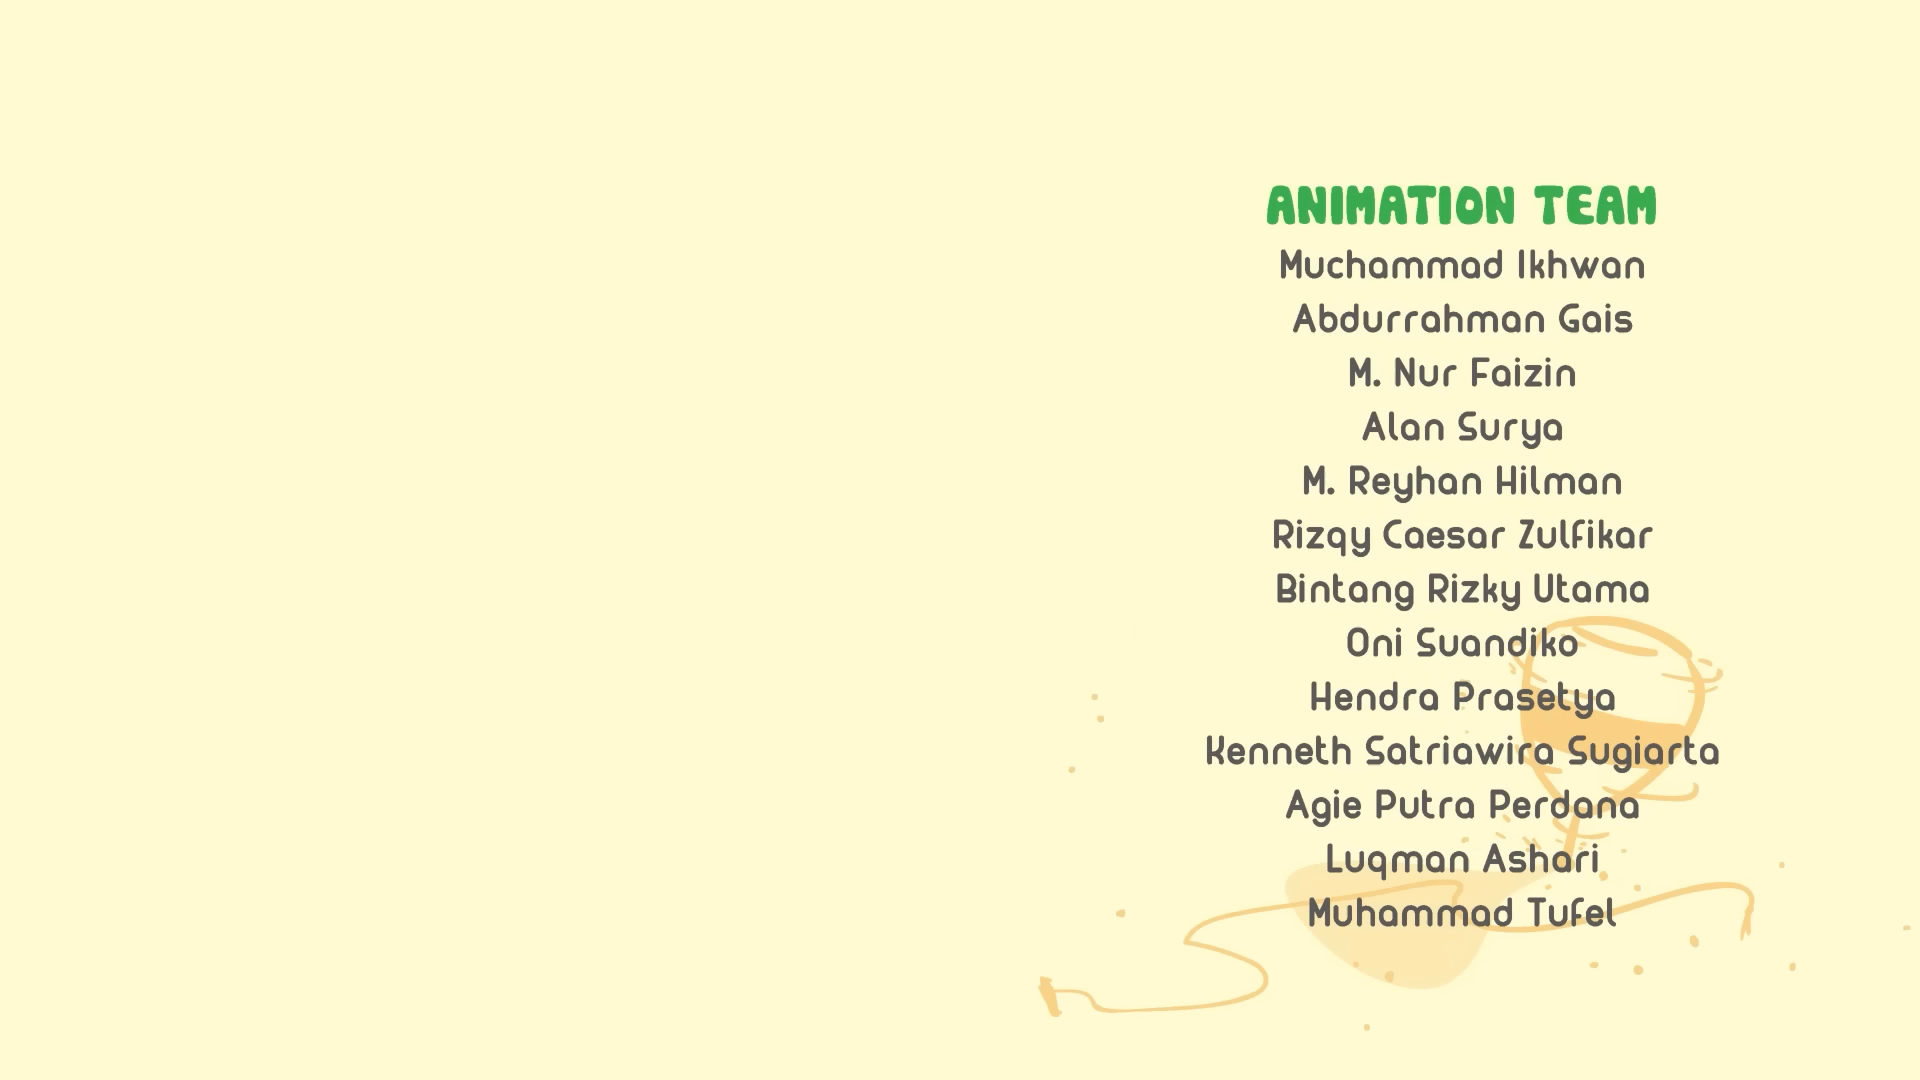 ANIMATION TEAM
Muchammad Ikhwan
Abdurrahman Gais
M. Nur Faizin
Alan Surya
M. Reyhan Hilman
Rizqy Caesar Zulfikar
Bintang Rizky Utama
Oni Suandiko
Hendra Prasetya
Kenneth Satriawira Sugiarta
Agie Putra Perdana
Luqman Ashari
Muhammad Tufel